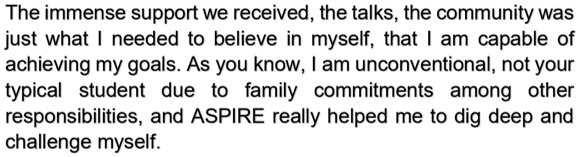 The immense support we received, the talks, the community was
just what I needed to believe in myself, that I am capable of
achieving my goals. As you know, I am unconventional, not your
typical student due to family commitments among other
responsibilities, and ASPIRE really helped me to dig deep and
challenge myself.